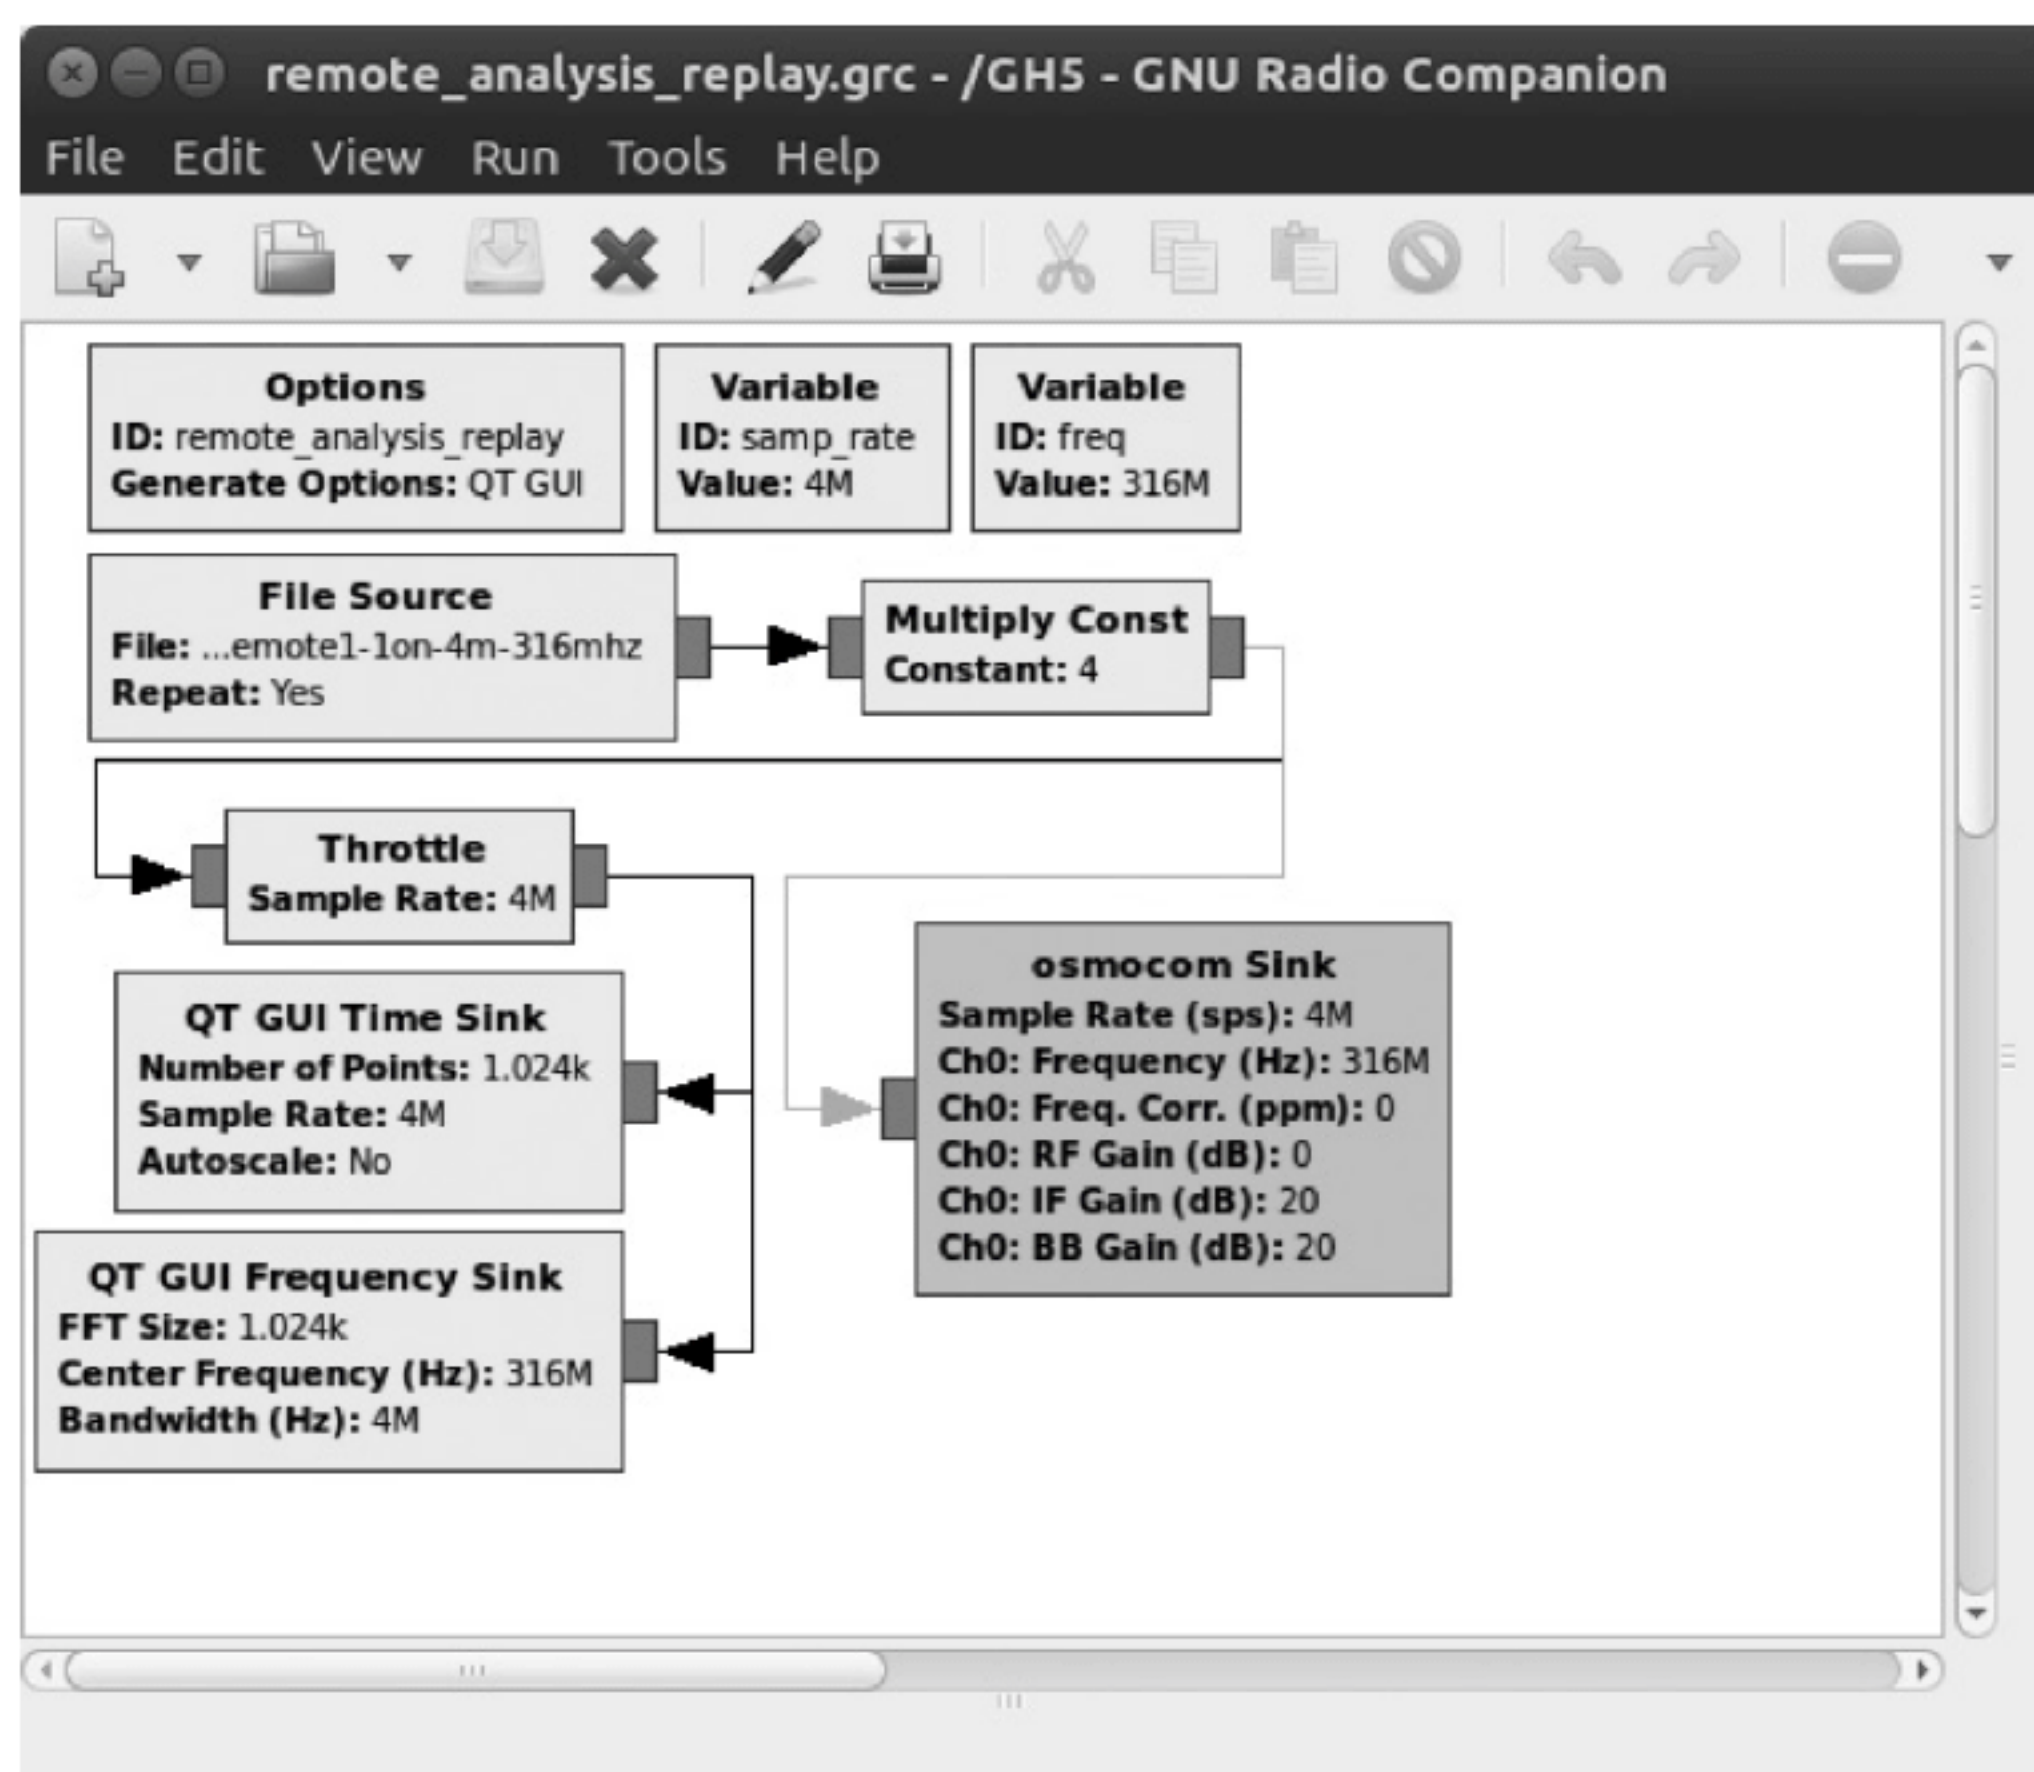 remote_analysis_replay.grc - /GH5 - GNU Radio Companion
File Edit View Run Tools Help
Options
ID: remote_analysis_replay
Generate Options: QT GUI
Variable
ID: samp_rate
Value: 4M
Variable
ID: freq
Value: 316M
File Source
File: ...emote1-1on-4m-316mhz
Repeat: Yes
Multiply Const
Constant: 4
Throttle
Sample Rate: 4M
QT GUI Time Sink
Number of Points: 1.024k
Sample Rate: 4M
Autoscale: No
osmocom Sink
Sample Rate (sps): 4M
Ch0: Frequency (Hz): 316M
Ch0: Freq. Corr. (ppm): 0
Ch0: RF Gain (dB): 0
Ch0: IF Gain (dB): 20
Ch0: BB Gain (dB): 20
QT GUI Frequency Sink
FFT Size: 1.024k
Center Frequency (Hz): 316M
Bandwidth (Hz): 4M